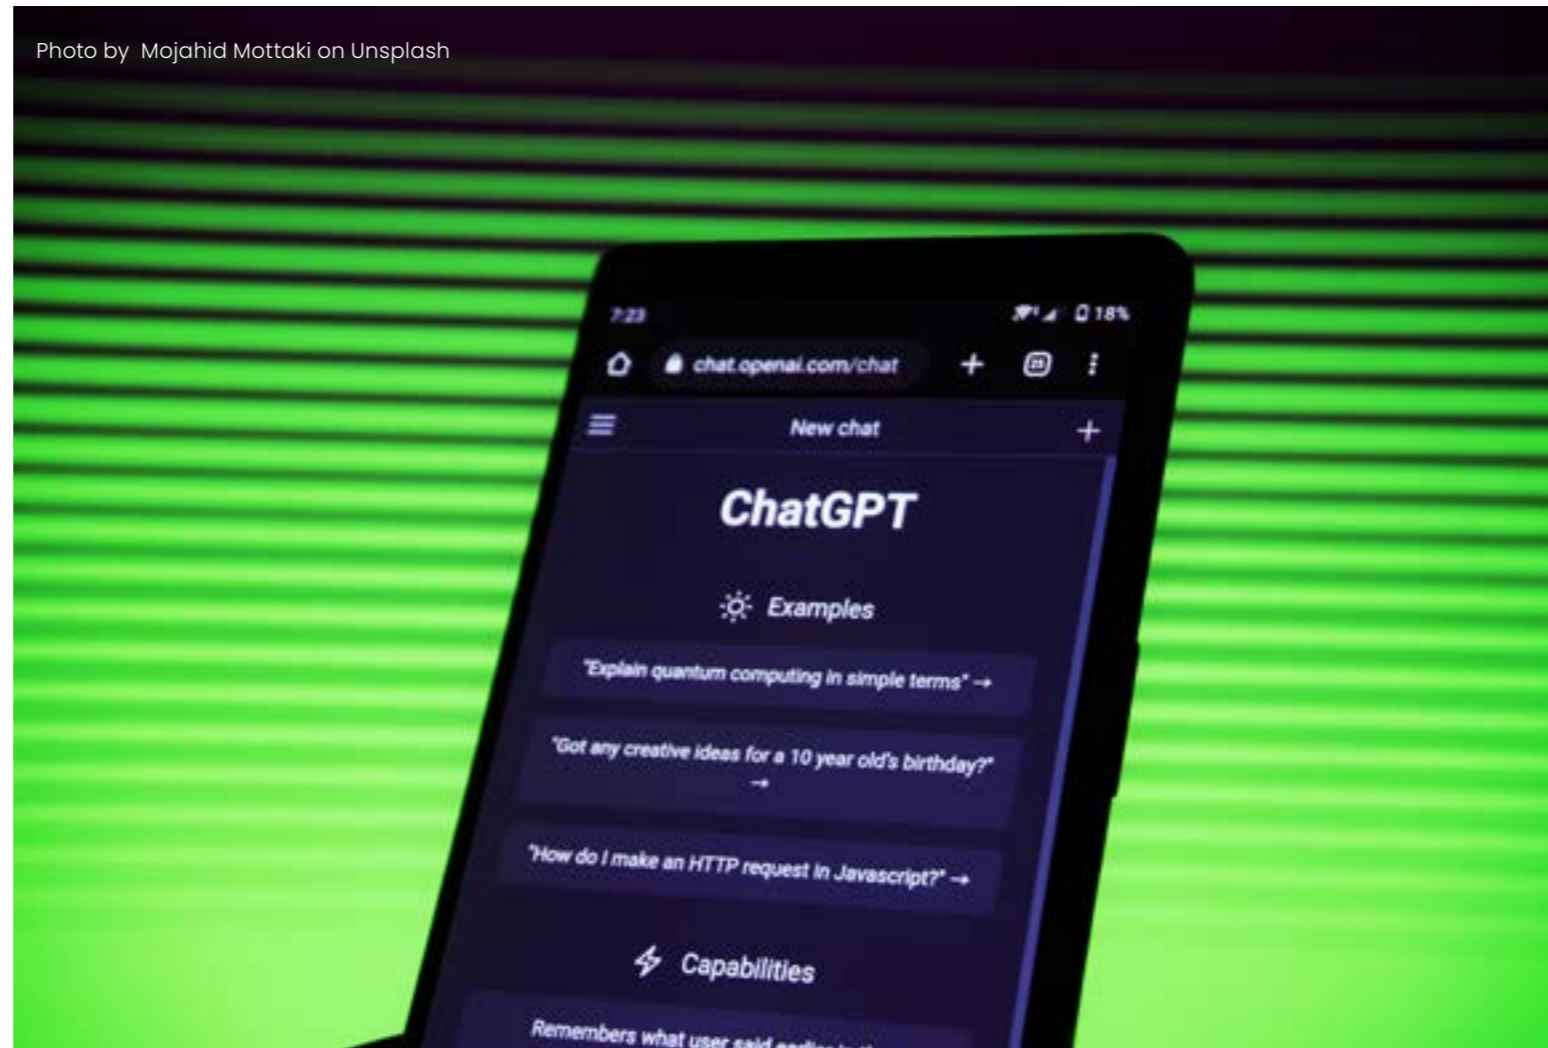 Photo by Mojahid Mottaki on Unsplash
7:23
18%
chat.openai.com/chat
New chat
ChatGPT
Examples
"Explain quantum computing in simple terms" →
"Got any creative ideas for a 10 year old's birthday?"
→
"How do I make an HTTP request in Javascript?" →
Capabilities
Remembers what user said earlier in